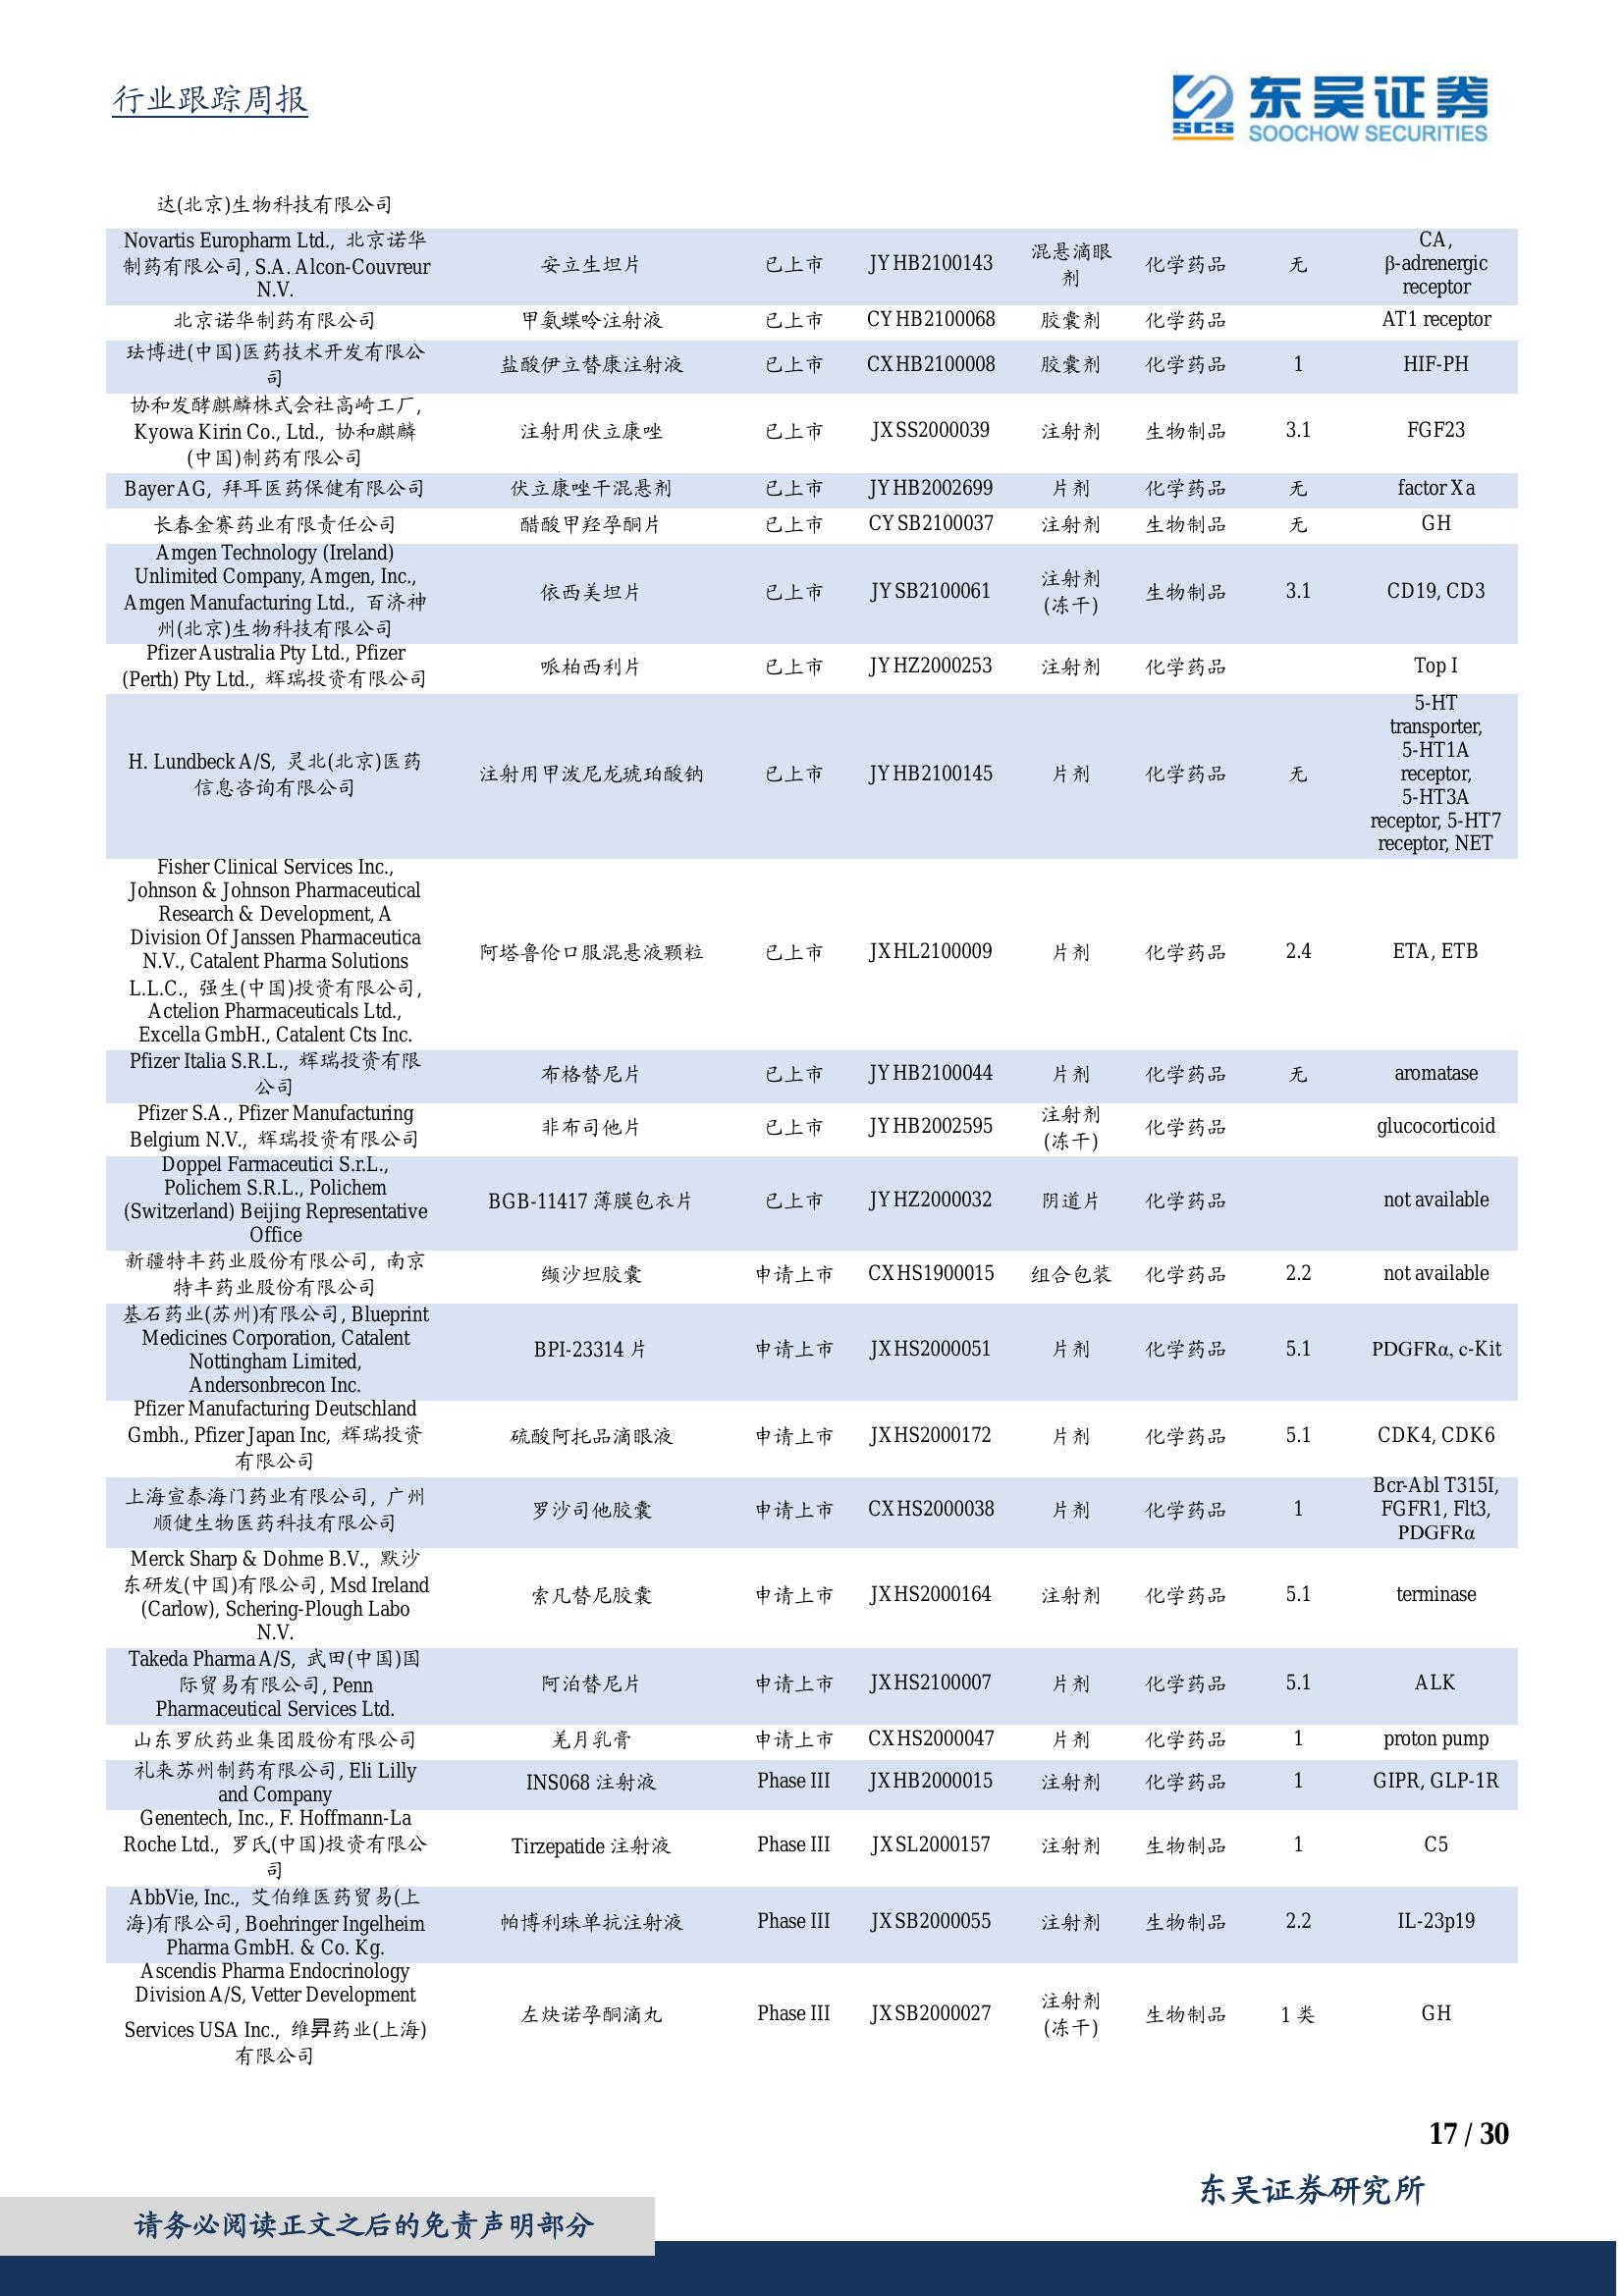 行业跟踪周报
SCS
东吴证券
SOOCHOW SECURITIES
达(北京)生物科技有限公司
Novartis Europharm Ltd., 北京诺华
制药有限公司, S.A. Alcon-Couvreur
N.V.
安立生坦片
已上市
JYHB2100143
混悬滴眼
剂
化学药品
无
CA,
β-adrenergic
receptor
北京诺华制药有限公司
甲氨蝶呤注射液
已上市
CYHB2100068
胶囊剂
化学药品
AT1 receptor
珐博进(中国)医药技术开发有限公
司
盐酸伊立替康注射液
已上市
CXHB2100008
胶囊剂
化学药品
1
HIF-PH
协和发酵麒麟株式会社高崎工厂,
Kyowa Kirin Co., Ltd., 协和麒麟
(中国)制药有限公司
注射用伏立康唑
已上市
JXSS2000039
注射剂
生物制品
3.1
FGF23
Bayer AG, 拜耳医药保健有限公司
伏立康唑干混悬剂
已上市
JYHB2002699
片剂
化学药品
无
factor Xa
长春金赛药业有限责任公司
醋酸甲羟孕酮片
已上市
CYSB2100037
注射剂
生物制品
无
GH
Amgen Technology (Ireland)
Unlimited Company, Amgen, Inc.,
Amgen Manufacturing Ltd., 百济神
州(北京)生物科技有限公司
依西美坦片
已上市
JYSB2100061
注射剂
(冻干)
生物制品
3.1
CD19, CD3
Pfizer Australia Pty Ltd., Pfizer
(Perth) Pty Ltd., 辉瑞投资有限公司
哌柏西利片
已上市
JYHZ2000253
注射剂
化学药品
Top I
H. Lundbeck A/S, 灵北(北京)医药
信息咨询有限公司
注射用甲泼尼龙琥珀酸钠
已上市
JYHB2100145
片剂
化学药品
无
5-HT
transporter,
5-HT1A
receptor,
5-HT3A
receptor, 5-HT7
receptor, NET
Fisher Clinical Services Inc.,
Johnson & Johnson Pharmaceutical
Research & Development, A
Division Of Janssen Pharmaceutica
N.V., Catalent Pharma Solutions
L.L.C., 强生(中国)投资有限公司,
Actelion Pharmaceuticals Ltd.,
Excella GmbH., Catalent Cts Inc.
阿塔鲁伦口服混悬液颗粒
已上市
JXHL2100009
片剂
化学药品
2.4
ETA, ETB
Pfizer Italia S.R.L., 辉瑞投资有限
公司
布格替尼片
已上市
JYHB2100044
片剂
化学药品
无
aromatase
Pfizer S.A., Pfizer Manufacturing
Belgium N.V., 辉瑞投资有限公司
非布司他片
已上市
JYHB2002595
注射剂
(冻干)
化学药品
glucocorticoid
Doppel Farmaceutici S.r.L.,
Polichem S.R.L., Polichem
(Switzerland) Beijing Representative
Office
BGB-11417 薄膜包衣片
已上市
JYHZ2000032
阴道片
化学药品
not available
新疆特丰药业股份有限公司, 南京
特丰药业股份有限公司
缬沙坦胶囊
申请上市
CXHS1900015
组合包装
化学药品
2.2
not available
基石药业(苏州)有限公司, Blueprint
Medicines Corporation, Catalent
Nottingham Limited,
Andersonbrecon Inc.
BPI-23314 片
申请上市
JXHS2000051
片剂
化学药品
5.1
PDGFRα, c-Kit
Pfizer Manufacturing Deutschland
Gmbh., Pfizer Japan Inc, 辉瑞投资
有限公司
硫酸阿托品滴眼液
申请上市
JXHS2000172
片剂
化学药品
5.1
CDK4, CDK6
上海宣泰海门药业有限公司, 广州
顺健生物医药科技有限公司
罗沙司他胶囊
申请上市
CXHS2000038
片剂
化学药品
1
Bcr-Abl T315I,
FGFR1, Flt3,
PDGFRα
Merck Sharp & Dohme B.V., 默沙
东研发(中国)有限公司, Msd Ireland
(Carlow), Schering-Plough Labo
N.V.
索凡替尼胶囊
申请上市
JXHS2000164
注射剂
化学药品
5.1
terminase
Takeda Pharma A/S, 武田(中国)国
际贸易有限公司, Penn
Pharmaceutical Services Ltd.
阿泊替尼片
申请上市
JXHS2100007
片剂
化学药品
5.1
ALK
山东罗欣药业集团股份有限公司
羌月乳膏
申请上市
CXHS2000047
片剂
化学药品
1
proton pump
礼来苏州制药有限公司, Eli Lilly
and Company
INS068 注射液
Phase III
JXHB2000015
注射剂
化学药品
1
GIPR, GLP-1R
Genentech, Inc., F. Hoffmann-La
Roche Ltd., 罗氏(中国)投资有限公
司
Tirzepatide 注射液
Phase III
JXSL2000157
注射剂
生物制品
1
C5
AbbVie, Inc., 艾伯维医药贸易(上
海)有限公司, Boehringer Ingelheim
Pharma GmbH. & Co. Kg.
帕博利珠单抗注射液
Phase III
JXSB2000055
注射剂
生物制品
2.2
IL-23p19
Ascendis Pharma Endocrinology
Division A/S, Vetter Development
Services USA Inc., 维昇药业(上海)
有限公司
左炔诺孕酮滴丸
Phase III
JXSB2000027
注射剂
(冻干)
生物制品
1 类
GH
17 / 30
东吴证券研究所
请务必阅读正文之后的免责声明部分